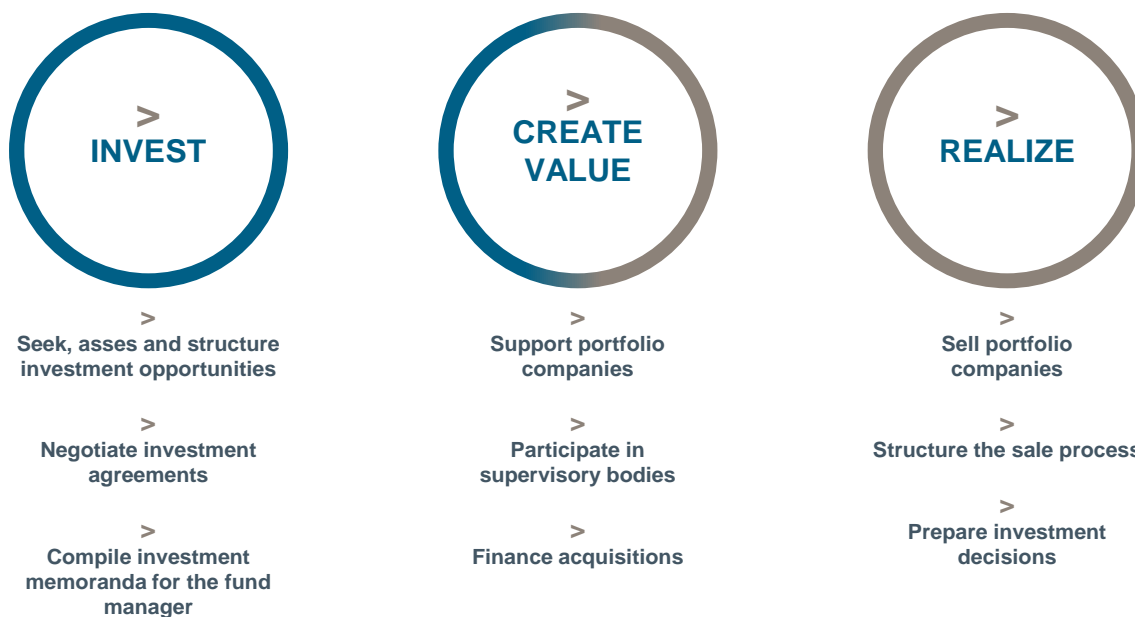 >
INVEST
>
Seek, asses and structure
investment opportunities
>
Negotiate investment
agreements
>
Compile investment
memoranda for the fund
manager
>
CREATE
VALUE
>
Support portfolio
companies
>
Participate in
supervisory bodies
>
Finance acquisitions
>
REALIZE
>
Sell portfolio
companies
>
Structure the sale process
>
Prepare investment
decisions